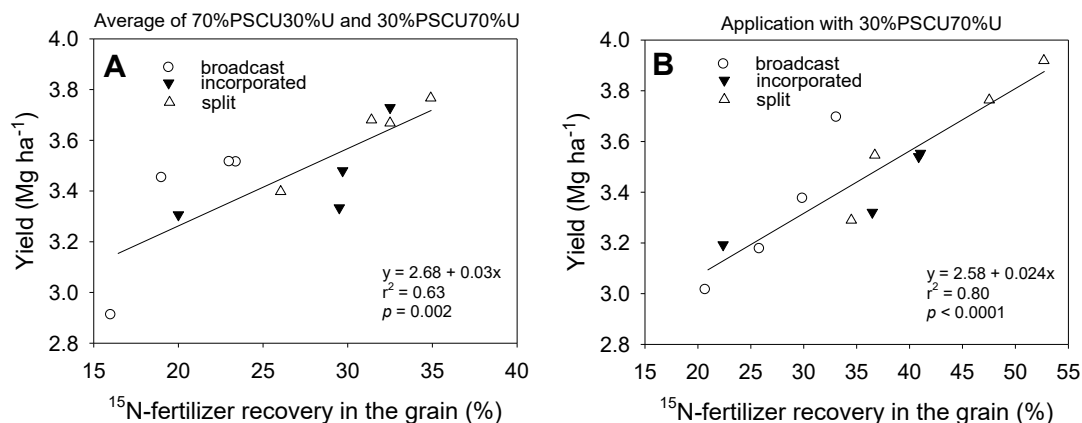 Average of 70%PSCU30%U and 30%PSCU70%U
A
broadcast
incorporated
split
4.0
3.8
3.6
3.4
3.2
3.0
2.8
Yield (Mg ha⁻¹)
y = 2.68 + 0.03x
r² = 0.63
p = 0.002
15 20 25 30 35 40
¹⁵N-fertilizer recovery in the grain (%)
Application with 30%PSCU70%U
B
broadcast
incorporated
split
4.0
3.8
3.6
3.4
3.2
3.0
2.8
Yield (Mg ha⁻¹)
y = 2.58 + 0.024x
r² = 0.80
p < 0.0001
15 20 25 30 35 40 45 50 55
¹⁵N-fertilizer recovery in the grain (%)